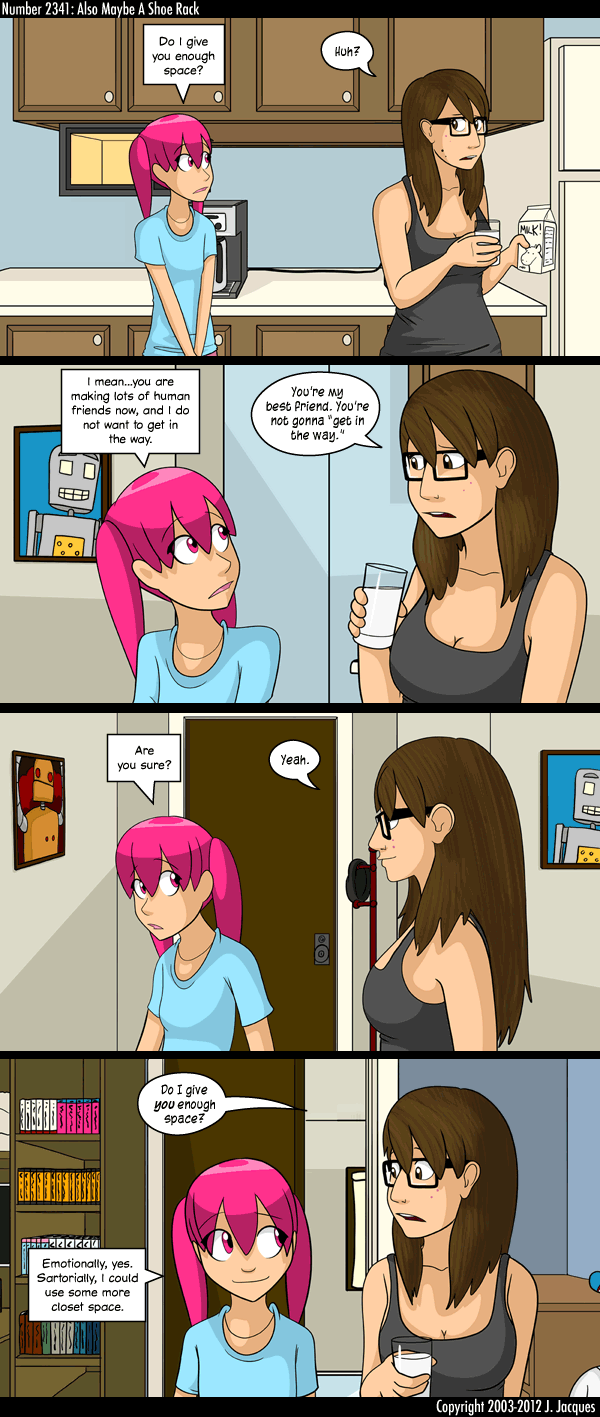 Number 2341: Also Maybe A Shoe Rack
Do I give
you enough
space?
Huh?
MILK!
I mean...you are
making lots of human
friends now, and I do
not want to get in
the way.
You're my
best friend. You're
not gonna "get in
the way."
Are
you sure?
Yeah.
Do I give
you enough
space?
Emotionally, yes.
Sartorially, I could
use some more
closet space.
Copyright 2003-2012 J. Jacques